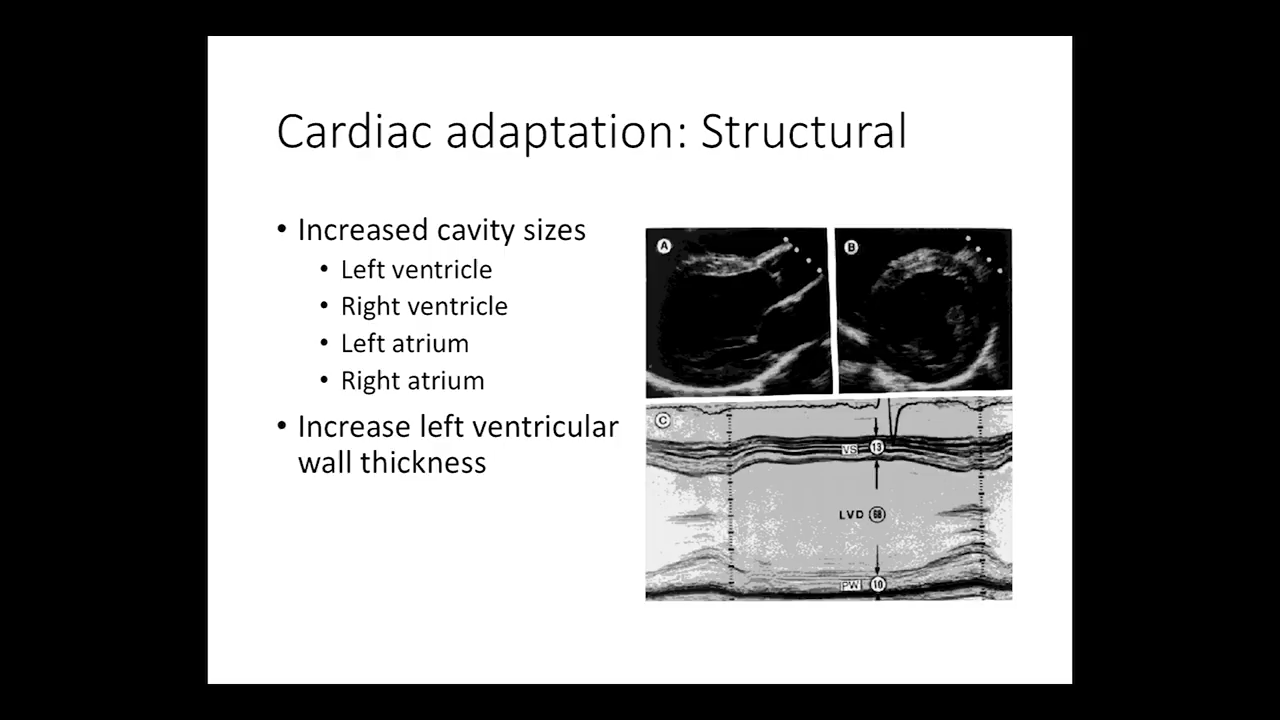 Cardiac adaptation: Structural
• Increased cavity sizes
• Left ventricle
• Right ventricle
• Left atrium
• Right atrium
• Increase left ventricular
wall thickness
A
B
C
VS 13
LVD 68
PW 10